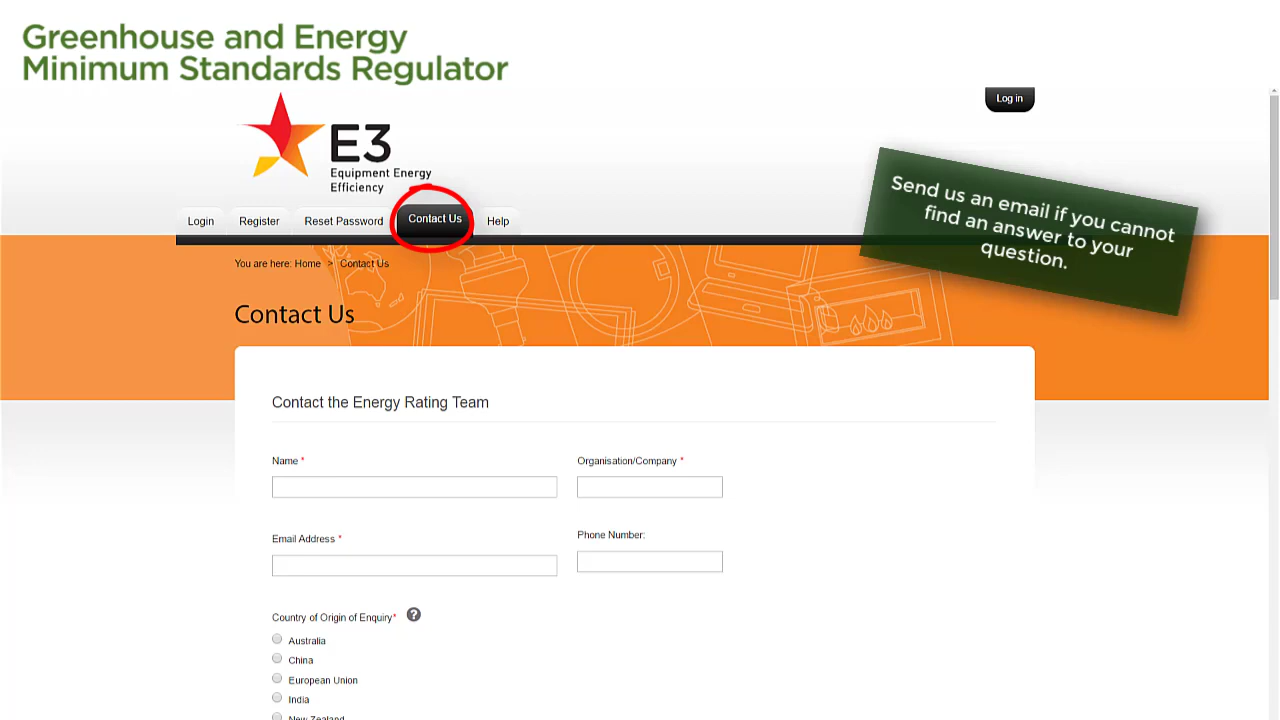 Greenhouse and Energy
Minimum Standards Regulator
Log in
E3
Equipment Energy
Efficiency
Send us an email if you cannot
find an answer to your
question.
Login Register Reset Password Contact Us Help
You are here: Home > Contact Us
Contact Us
Contact the Energy Rating Team
Name * Organisation/Company *
Email Address * Phone Number:
Country of Origin of Enquiry* ?
Australia
China
European Union
India
New Zealand